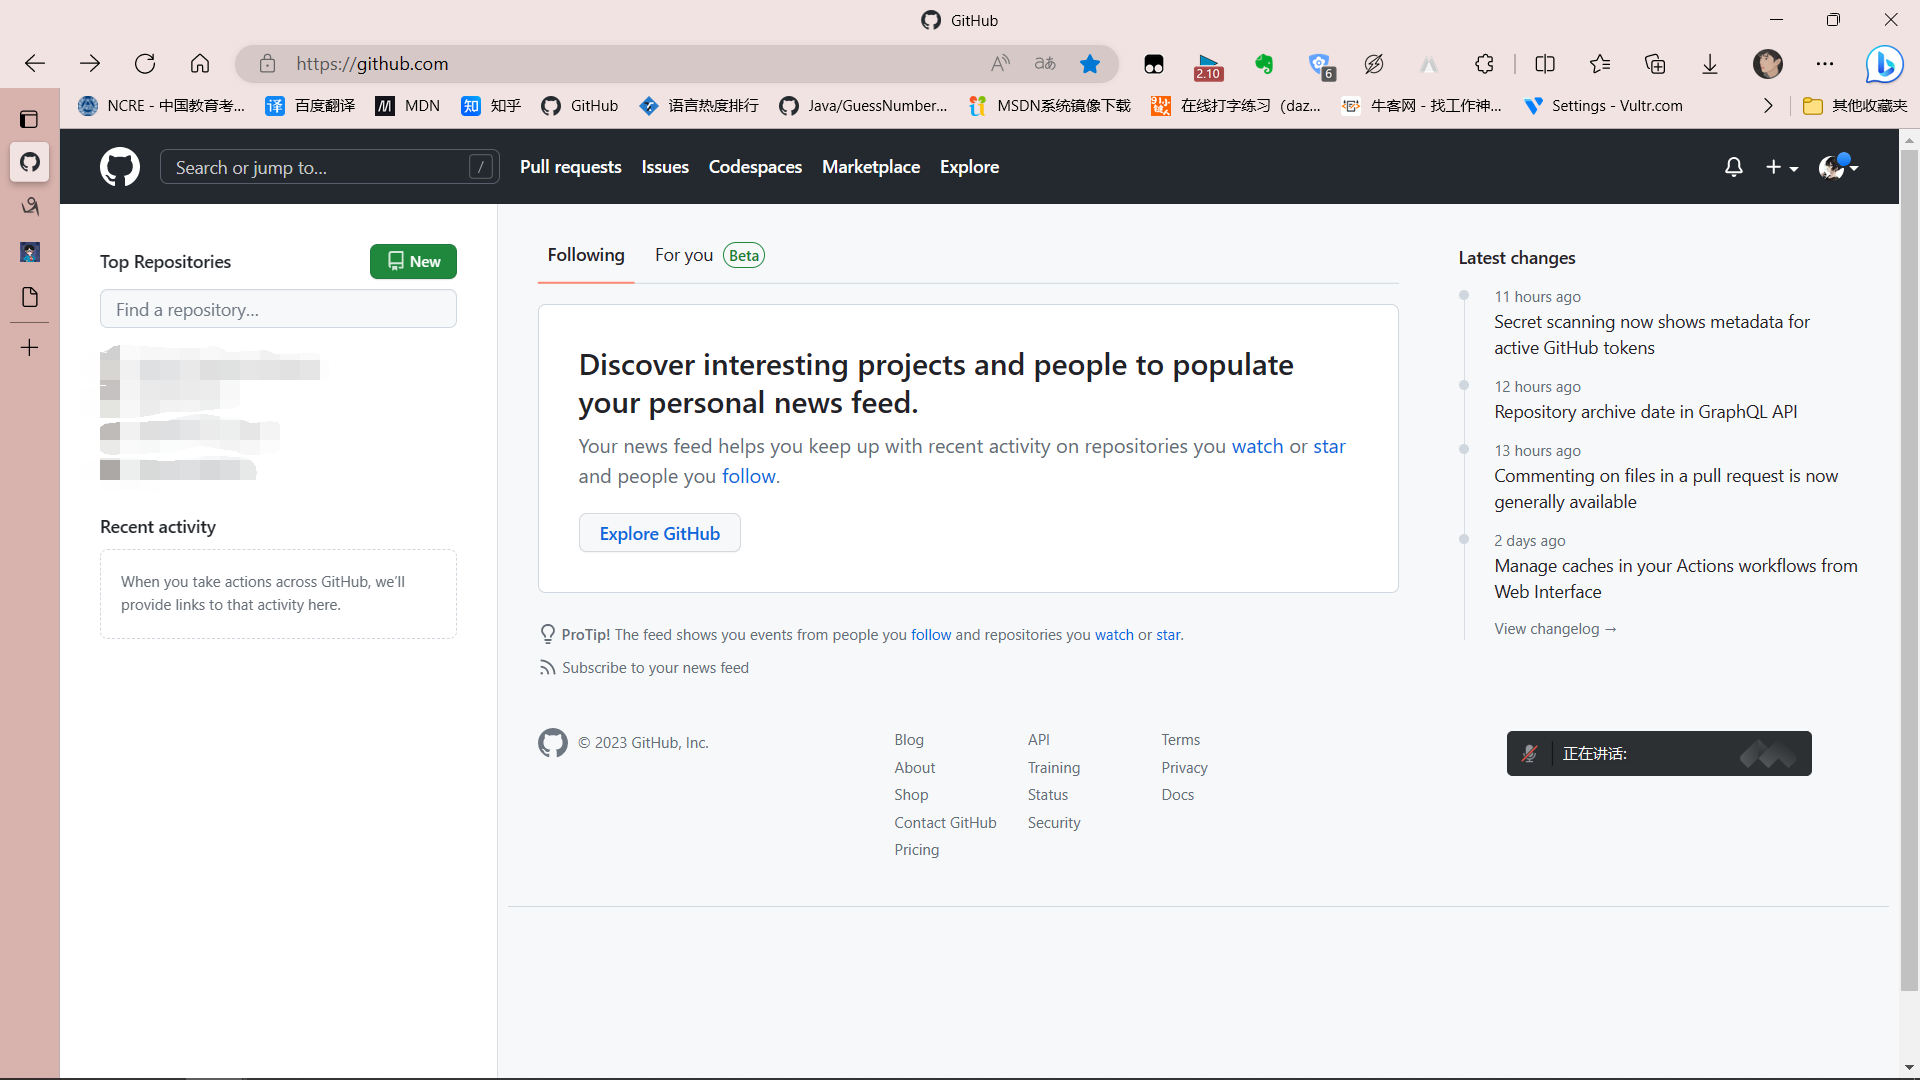 GitHub
https://github.com
2.10
6
NCRE - 中国教育考...
百度翻译
MDN
知乎
GitHub
语言热度排行
Java/GuessNumber...
MSDN系统镜像下载
在线打字练习（daz...
牛客网 - 找工作神...
Settings - Vultr.com
其他收藏夹
Search or jump to...
/
Pull requests
Issues
Codespaces
Marketplace
Explore
Top Repositories
New
Find a repository...
Recent activity
When you take actions across GitHub, we'll
provide links to that activity here.
Following
For you
Beta
Discover interesting projects and people to populate
your personal news feed.
Your news feed helps you keep up with recent activity on repositories you watch or star
and people you follow.
Explore GitHub
ProTip! The feed shows you events from people you follow and repositories you watch or star.
Subscribe to your news feed
Latest changes
11 hours ago
Secret scanning now shows metadata for
active GitHub tokens
12 hours ago
Repository archive date in GraphQL API
13 hours ago
Commenting on files in a pull request is now
generally available
2 days ago
Manage caches in your Actions workflows from
Web Interface
View changelog →
© 2023 GitHub, Inc.
Blog
About
Shop
Contact GitHub
Pricing
API
Training
Status
Security
Terms
Privacy
Docs
正在讲话: